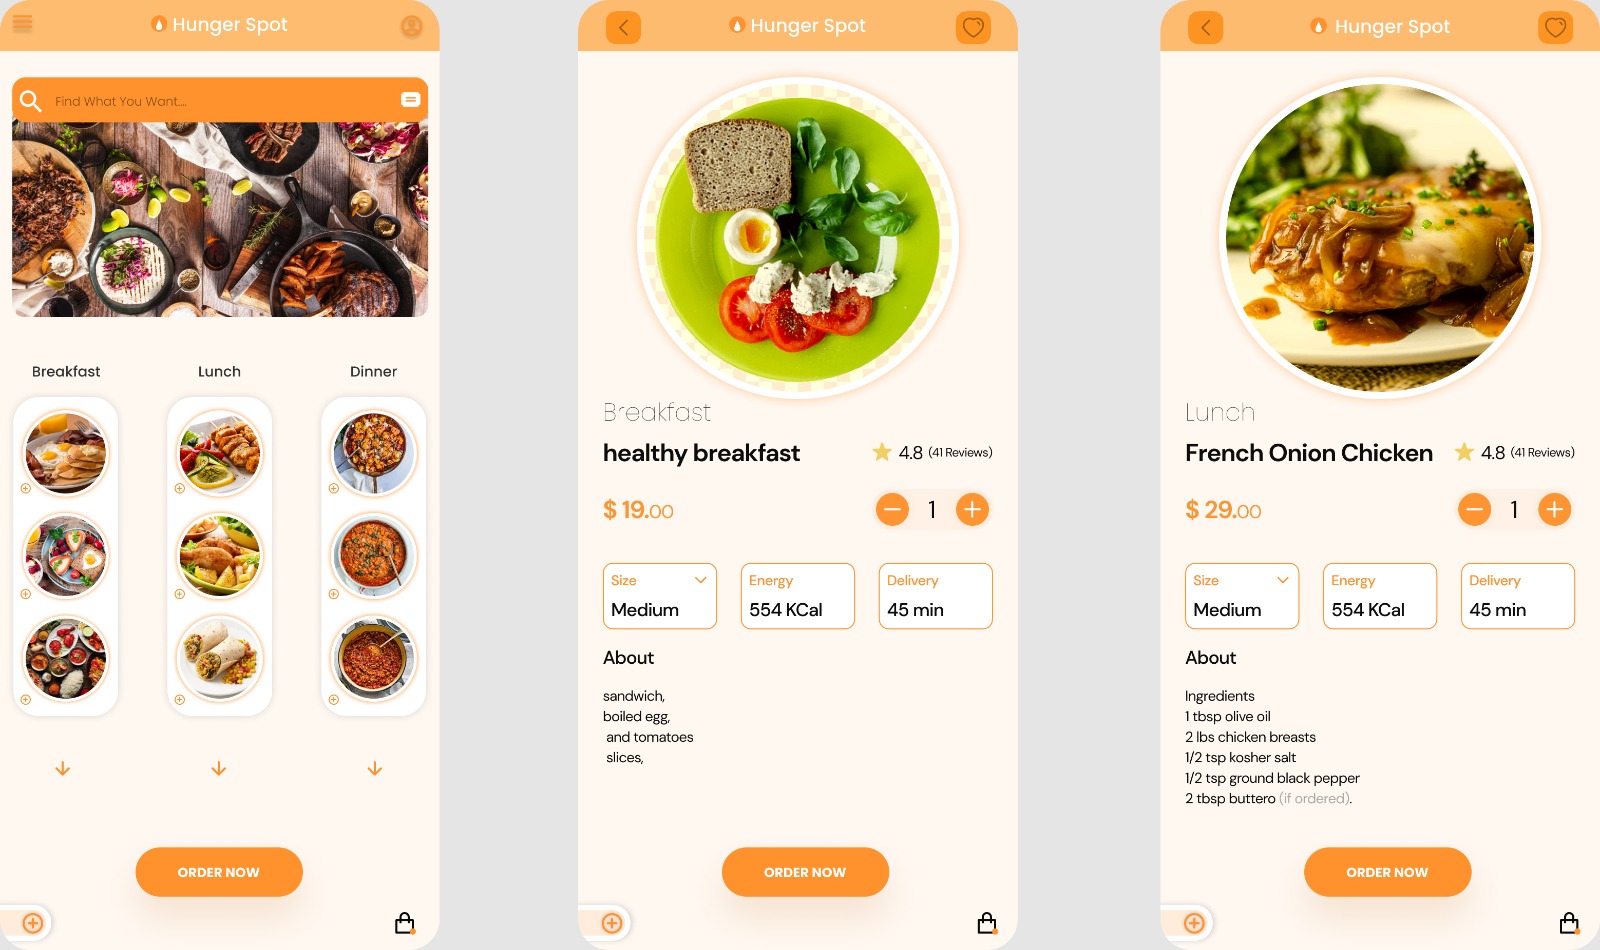 Hunger Spot
Find What You Want....
Breakfast
Lunch
Dinner
ORDER NOW
Hunger Spot
Breakfast
healthy breakfast
4.8 (41 Reviews)
$ 19.00
1
Size
Medium
Energy
554 KCal
Delivery
45 min
About
sandwich,
boiled egg,
and tomatoes
slices,
ORDER NOW
Hunger Spot
Lunch
French Onion Chicken
4.8 (41 Reviews)
$ 29.00
1
Size
Medium
Energy
554 KCal
Delivery
45 min
About
Ingredients
1 tbsp olive oil
2 lbs chicken breasts
1/2 tsp kosher salt
1/2 tsp ground black pepper
2 tbsp buttero (if ordered).
ORDER NOW